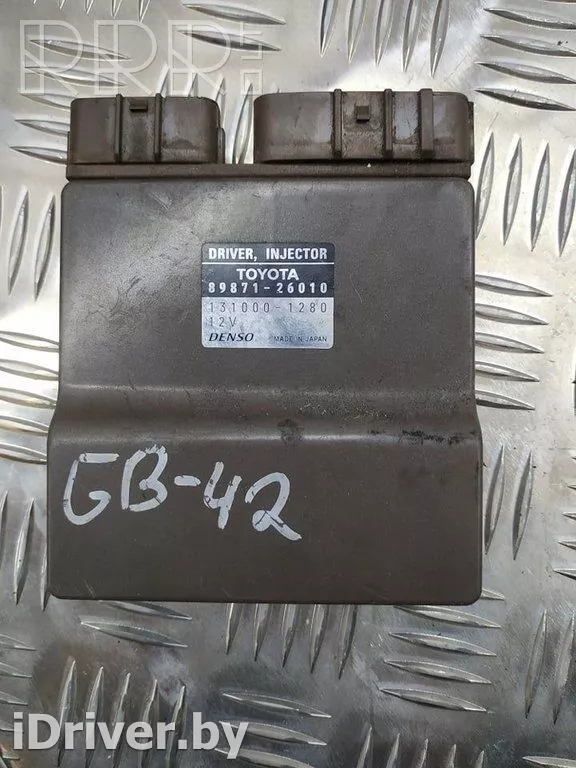 RRR
DRIVER, INJECTOR
TOYOTA
89871-26010
131000-1280
12V
DENSO MADE IN JAPAN
GB-42
iDriver.by